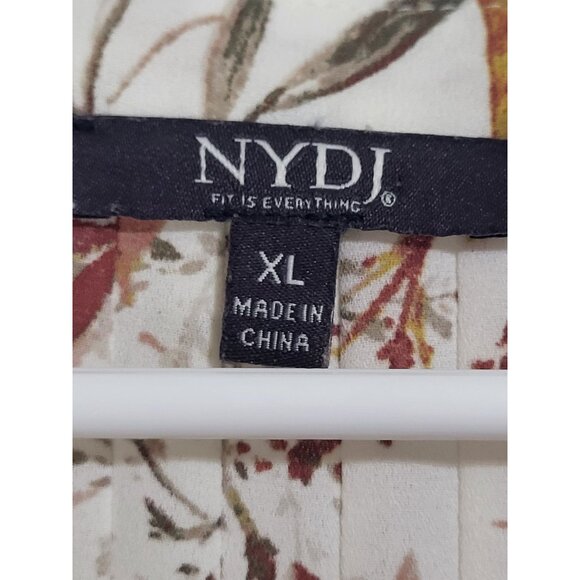 NYDJ®
FIT IS EVERYTHING
XL
MADE IN
CHINA